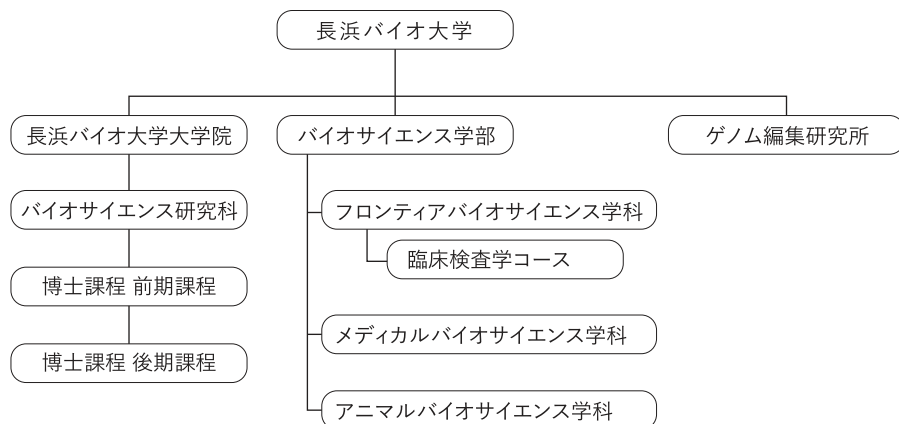 長浜バイオ大学
長浜バイオ大学大学院
バイオサイエンス学部
ゲノム編集研究所
バイオサイエンス研究科
フロンティアバイオサイエンス学科
臨床検査学コース
博士課程 前期課程
メディカルバイオサイエンス学科
博士課程 後期課程
アニマルバイオサイエンス学科